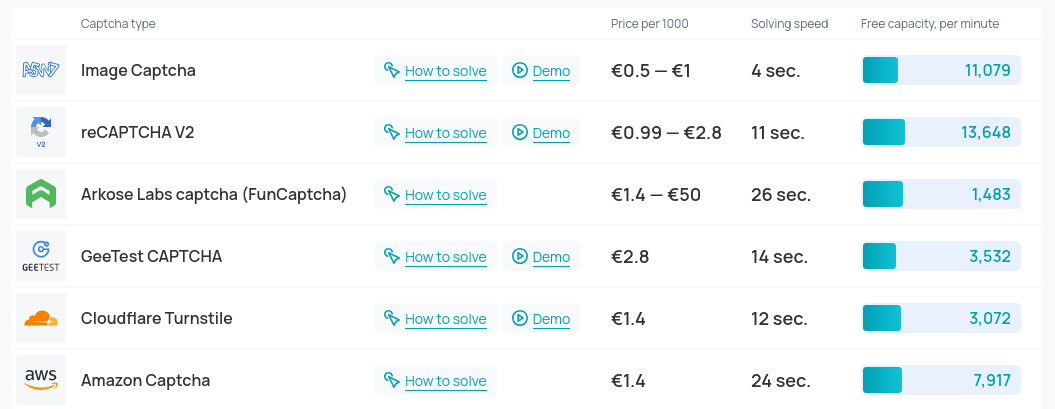 Captcha type Price per 1000 Solving speed Free capacity, per minute
Image Captcha How to solve Demo €0.5 — €1 4 sec. 11,079
V2 reCAPTCHA V2 How to solve Demo €0.99 — €2.8 11 sec. 13,648
Arkose Labs captcha (FunCaptcha) How to solve €1.4 — €50 26 sec. 1,483
GEETEST GeeTest CAPTCHA How to solve Demo €2.8 14 sec. 3,532
Cloudflare Turnstile How to solve Demo €1.4 12 sec. 3,072
aws Amazon Captcha How to solve €1.4 24 sec. 7,917